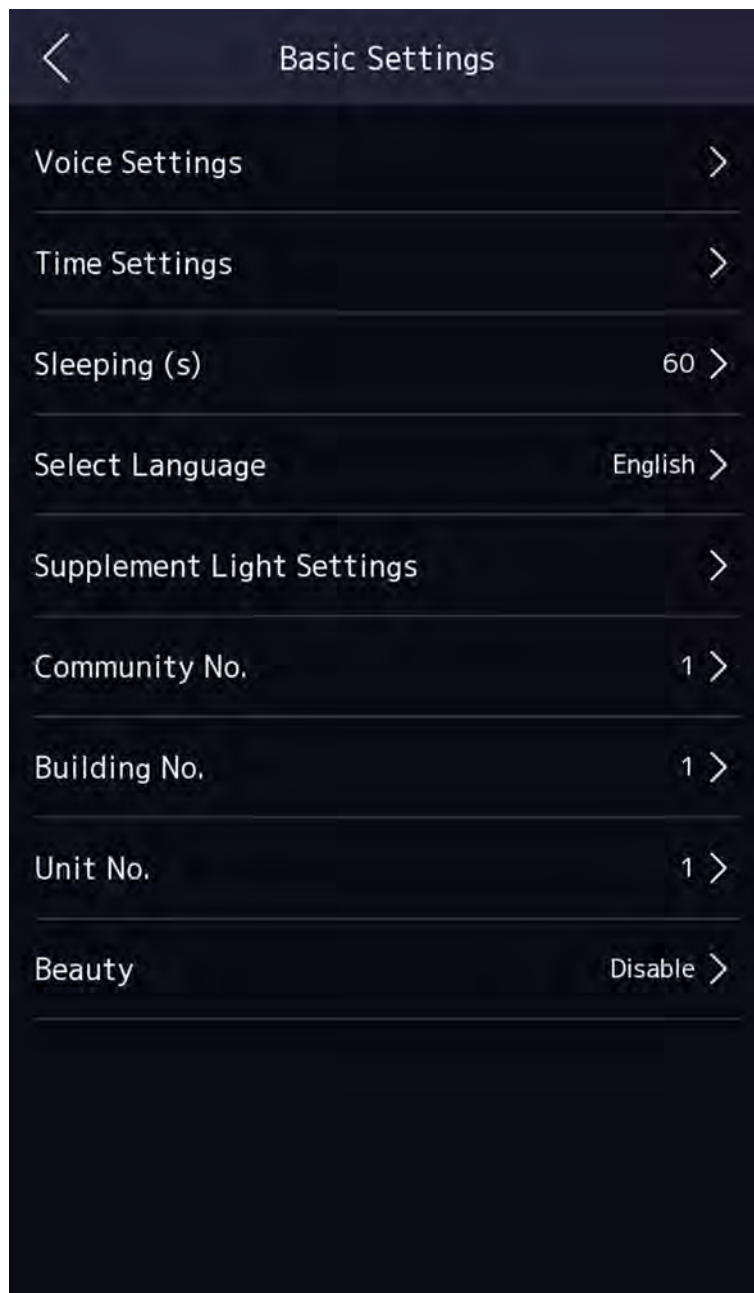 Basic Settings
Voice Settings
Time Settings
Sleeping (s) 60
Select Language English
Supplement Light Settings
Community No. 1
Building No. 1
Unit No. 1
Beauty Disable